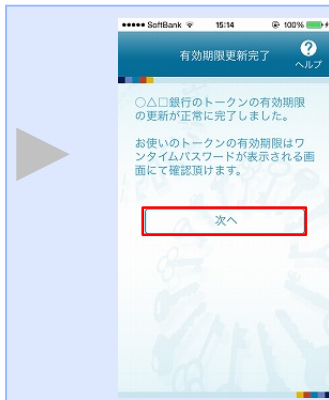 ●●●●● SoftBank 15:14 100%
有効期限更新完了
?
ヘルプ
○△□銀行のトークンの有効期限
の更新が正常に完了しました。
お使いのトークンの有効期限はワ
ンタイムパスワードが表示される画
面にて確認頂けます。
次へ